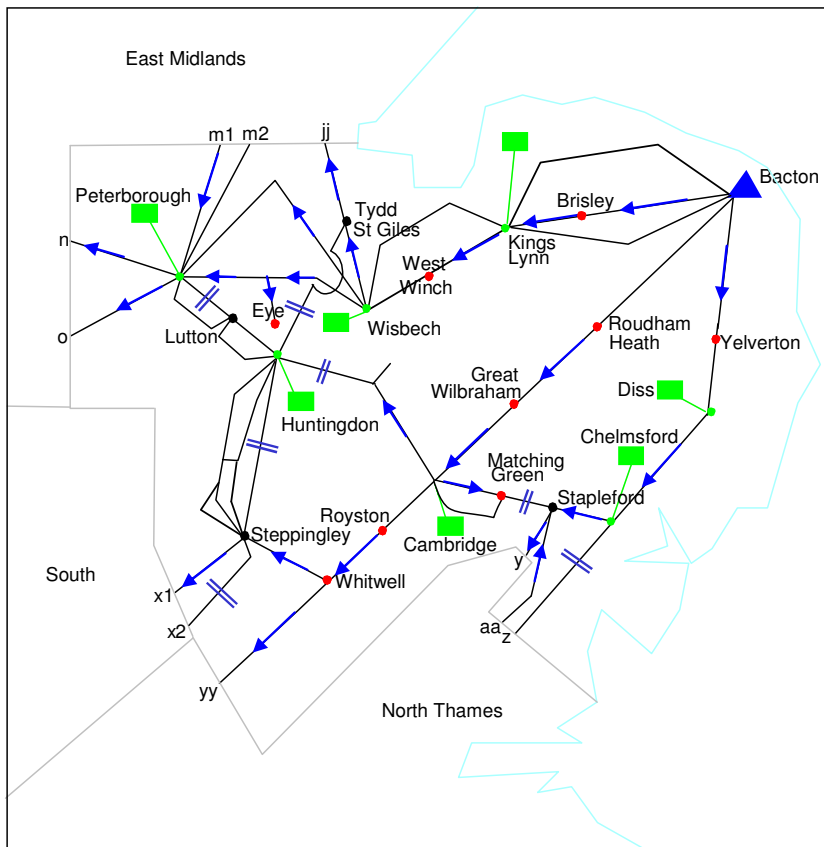 East Midlands
m1 m2
jj
Bacton
Peterborough
Brisley
Tydd
St Giles
n
Kings
Lynn
West
Winch
Eye
o
Lutton
Wisbech
Roudham
Heath
Yelverton
Great
Wilbraham
Diss
Huntingdon
Chelmsford
Matching
Green
Stapleford
Royston
Steppingley
Cambridge
y
South
Whitwell
x1
x2
aa
z
yy
North Thames